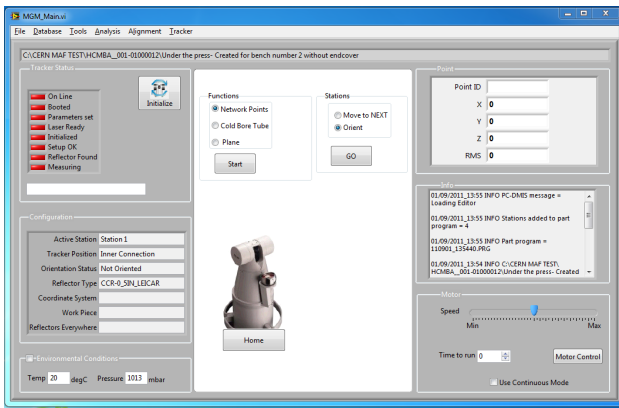 MGM_Main.vi
File Database Tools Analysis Alignment Tracker
C:\CERN MAF TEST\HCMBA__001-01000012\Under the press- Created for bench number 2 without endcover
Tracker Status
On Line
Booted
Parameters set
Laser Ready
Initialized
Setup OK
Reflector Found
Measuring
Initialize
Configuration
Active Station Station 1
Tracker Position Inner Connection
Orientation Status Not Oriented
Reflector Type CCR-0_5IN_LEICAR
Coordinate System
Work Piece
Reflectors Everywhere
Environmental Conditions
Temp 20 degC Pressure 1013 mbar
Functions
Network Points
Cold Bore Tube
Plane
Start
Stations
Move to NEXT
Orient
GO
Home
Point
Point ID
X 0
Y 0
Z 0
RMS 0
Info
01/09/2011_13:55 INFO PC-DMIS message =
Loading Editor
01/09/2011_13:55 INFO Stations added to part
program = 4
01/09/2011_13:55 INFO Part program =
110901_135440.PRG
01/09/2011_13:54 INFO C:\CERN MAF TEST\
HCMBA__001-01000012\Under the press- Created
Motor
Speed
Min Max
Time to run 0 Motor Control
Use Continuous Mode